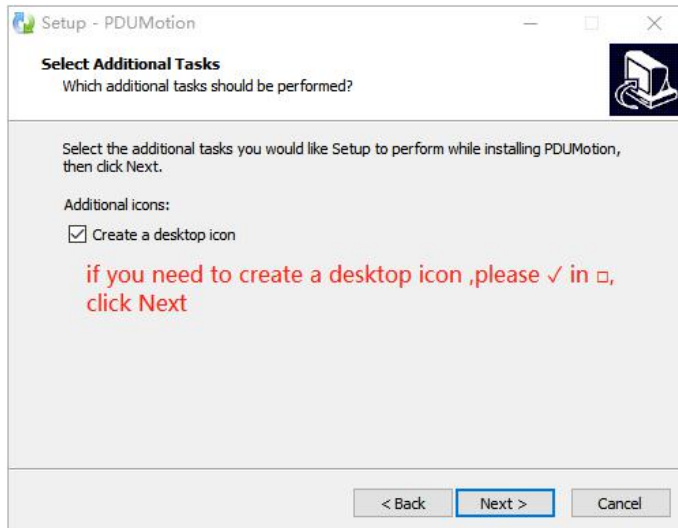 Setup - PDUMotion
Select Additional Tasks
Which additional tasks should be performed?
Select the additional tasks you would like Setup to perform while installing PDUMotion,
then click Next.
Additional icons:
Create a desktop icon
if you need to create a desktop icon ,please ✓ in □,
click Next
< Back
Next >
Cancel